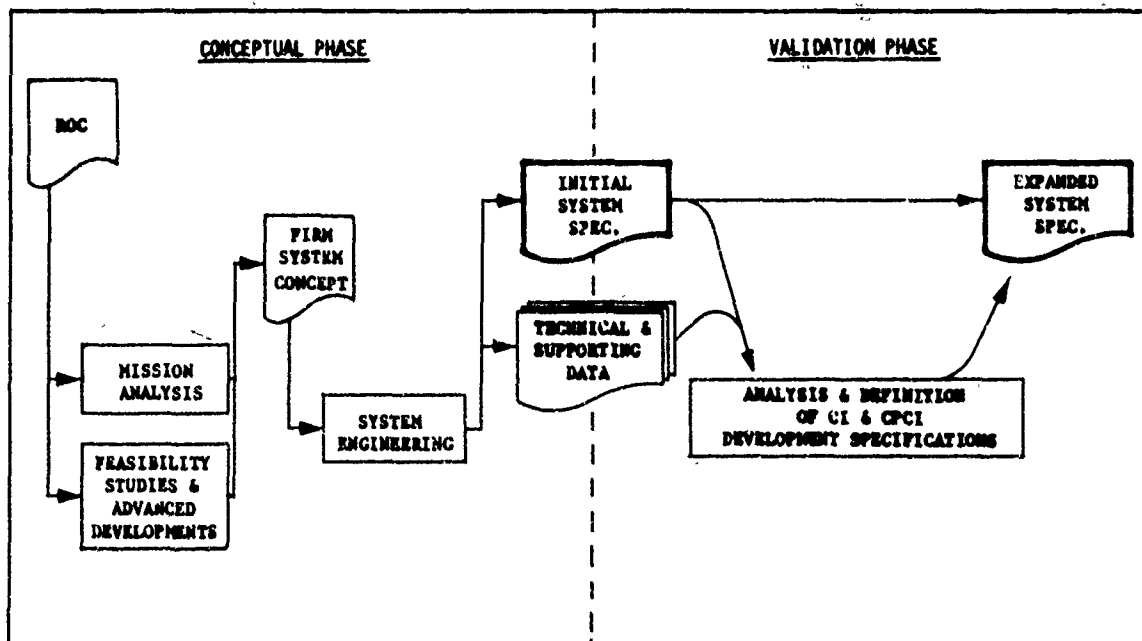 CONCEPTUAL PHASE
VALIDATION PHASE
ROC
FIRM
SYSTEM
CONCEPT
MISSION
ANALYSIS
FEASIBILITY
STUDIES &
ADVANCED
DEVELOPMENTS
SYSTEM
ENGINEERING
INITIAL
SYSTEM
SPEC.
TECHNICAL &
SUPPORTING
DATA
ANALYSIS & DEFINITION
OF CI & CPCI
DEVELOPMENT SPECIFICATIONS
EXPANDED
SYSTEM
SPEC.